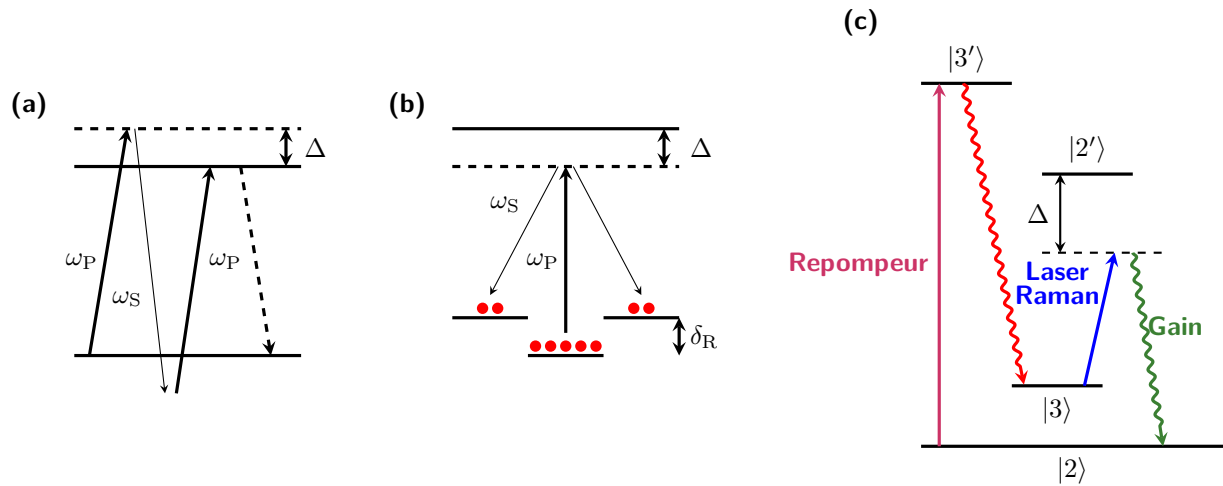 (a)
Δ
ω_P
ω_S
ω_P
(b)
Δ
ω_S
ω_P
δ_R
(c)
|3′⟩
|2′⟩
Δ
Repompeur
Laser
Raman
Gain
|3⟩
|2⟩